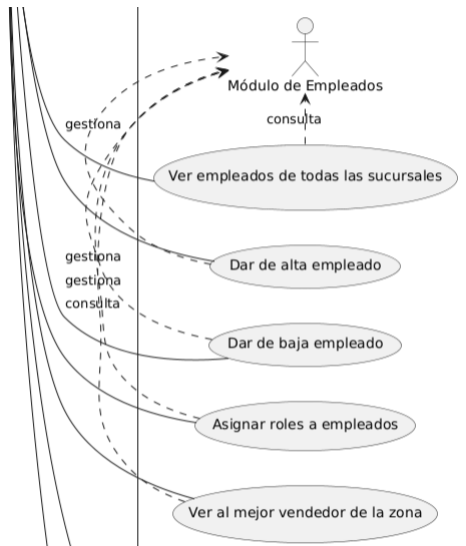 Módulo de Empleados
consulta
gestiona
Ver empleados de todas las sucursales
gestiona
Dar de alta empleado
gestiona
consulta
Dar de baja empleado
Asignar roles a empleados
Ver al mejor vendedor de la zona